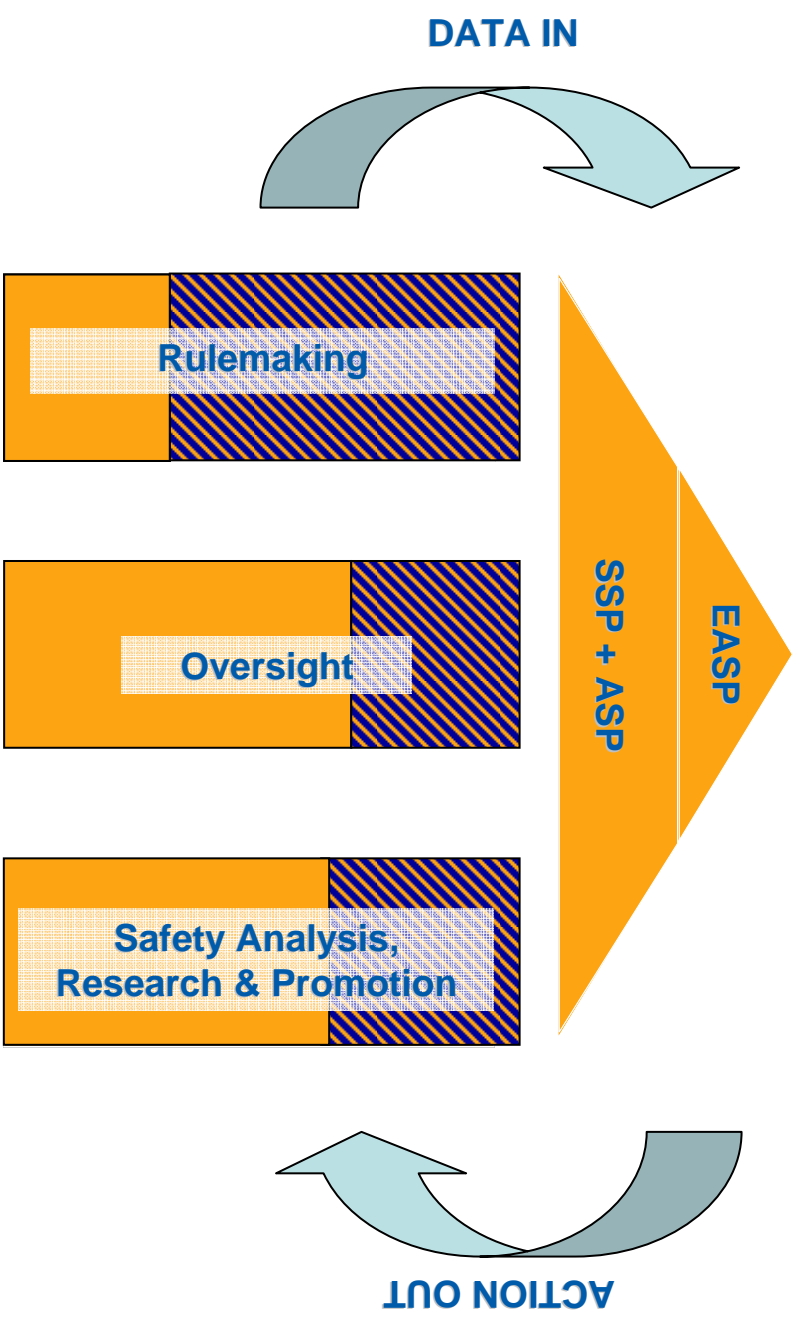 DATA IN
Rulemaking
SSP + ASP
EASP
Oversight
Safety Analysis,
Research & Promotion
ACTION OUT